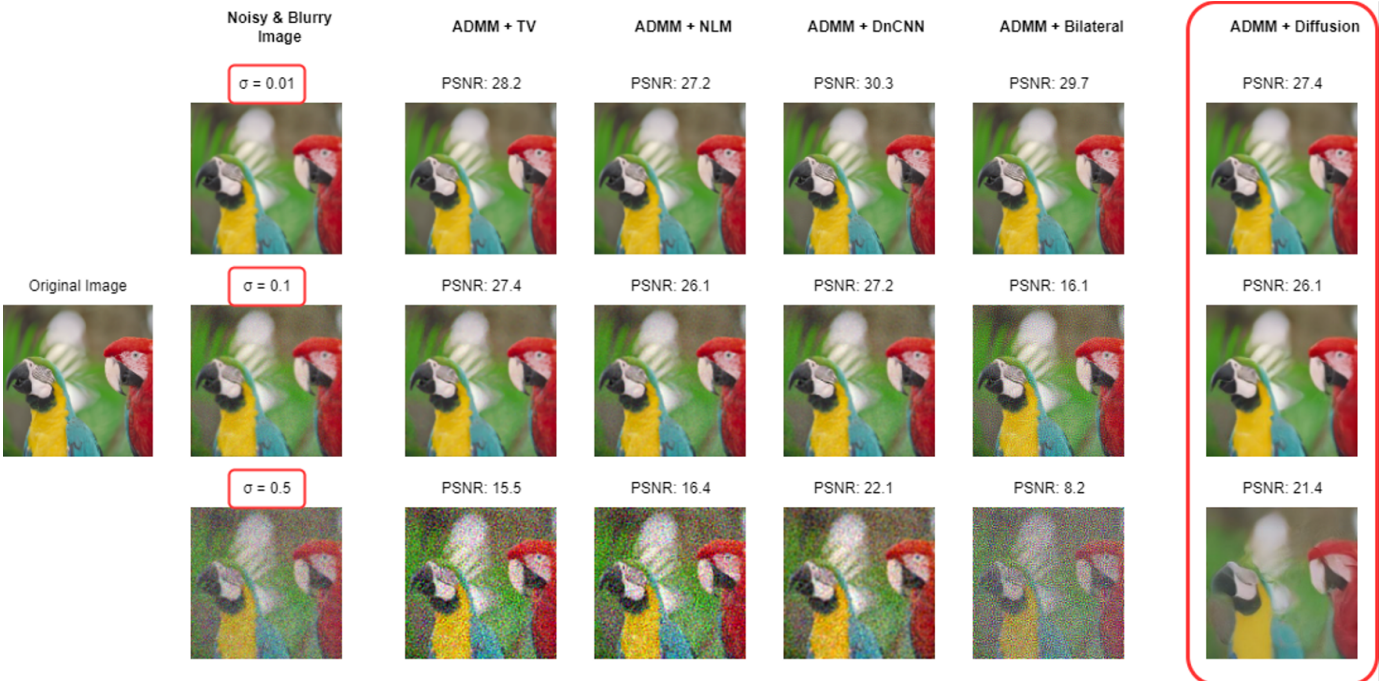 Noisy & Blurry
Image
ADMM + TV
ADMM + NLM
ADMM + DnCNN
ADMM + Bilateral
ADMM + Diffusion
σ = 0.01
PSNR: 28.2
PSNR: 27.2
PSNR: 30.3
PSNR: 29.7
PSNR: 27.4
Original Image
σ = 0.1
PSNR: 27.4
PSNR: 26.1
PSNR: 27.2
PSNR: 16.1
PSNR: 26.1
σ = 0.5
PSNR: 15.5
PSNR: 16.4
PSNR: 22.1
PSNR: 8.2
PSNR: 21.4